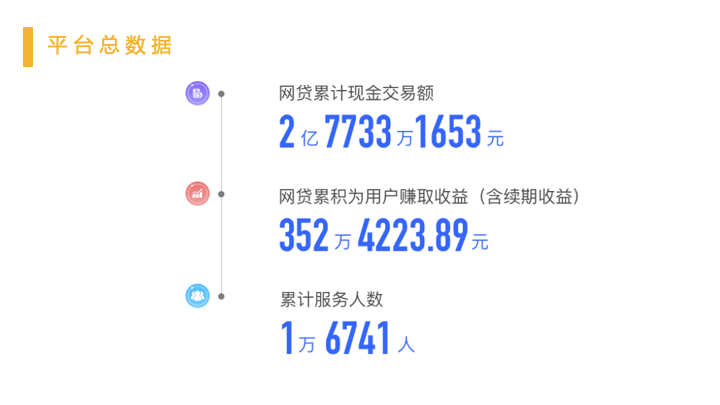 平台总数据
网贷累计现金交易额
2亿7733万1653元
网贷累积为用户赚取收益（含续期收益）
352万4223.89元
累计服务人数
1万6741人